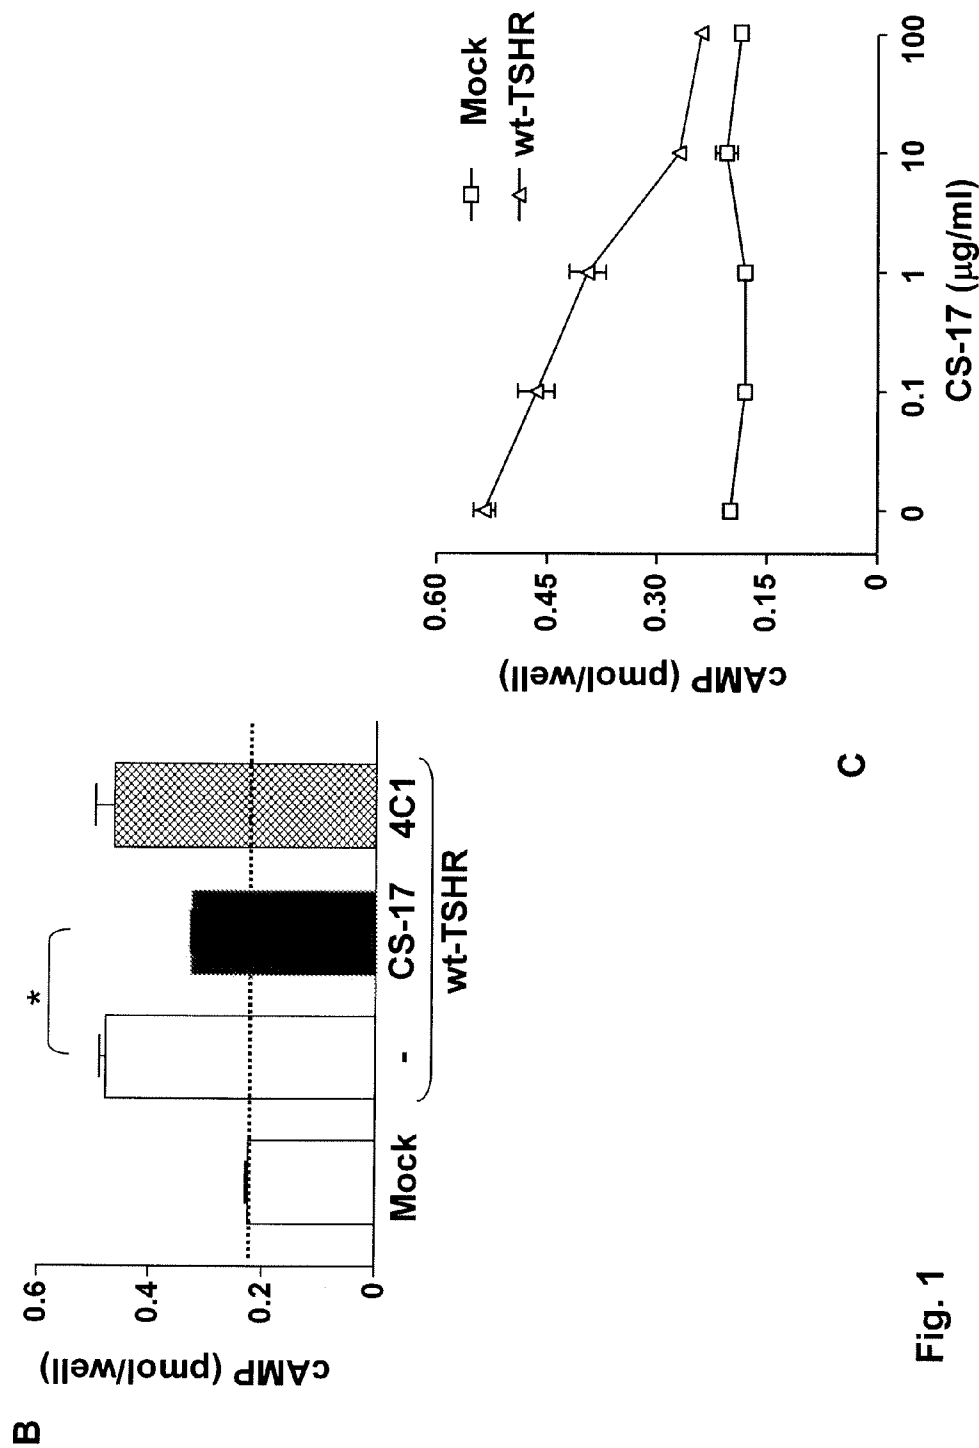 B
cAMP (pmol/well)
0.6
0.4
0.2
0
*
Mock
-
CS-17
4C1
wt-TSHR
C
cAMP (pmol/well)
0.60
0.45
0.30
0.15
0
Mock
wt-TSHR
0
0.1
1
10
100
CS-17 (µg/ml)
Fig. 1